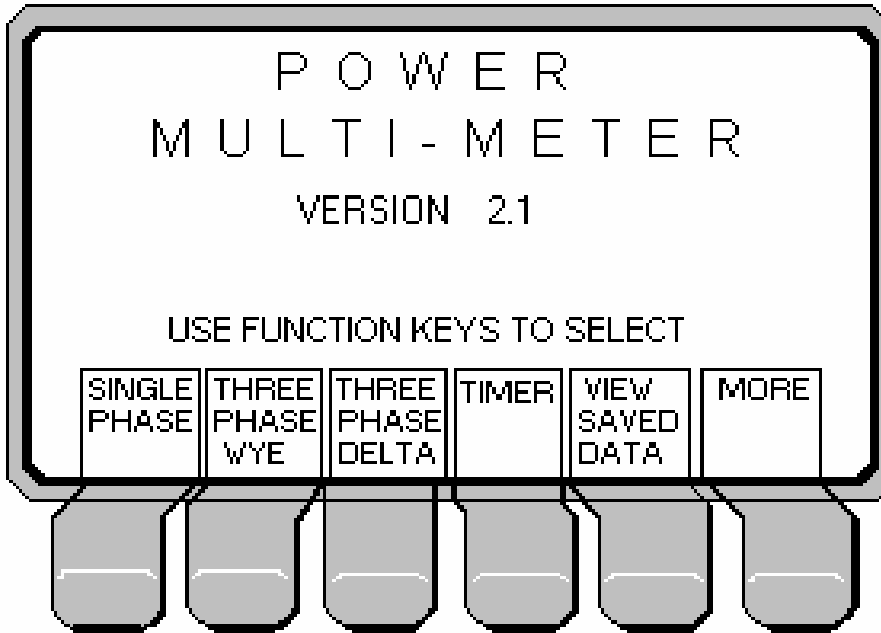 POWER
MULTI-METER
VERSION 2.1
USE FUNCTION KEYS TO SELECT
SINGLE
PHASE
THREE
PHASE
WYE
THREE
PHASE
DELTA
TIMER
VIEW
SAVED
DATA
MORE